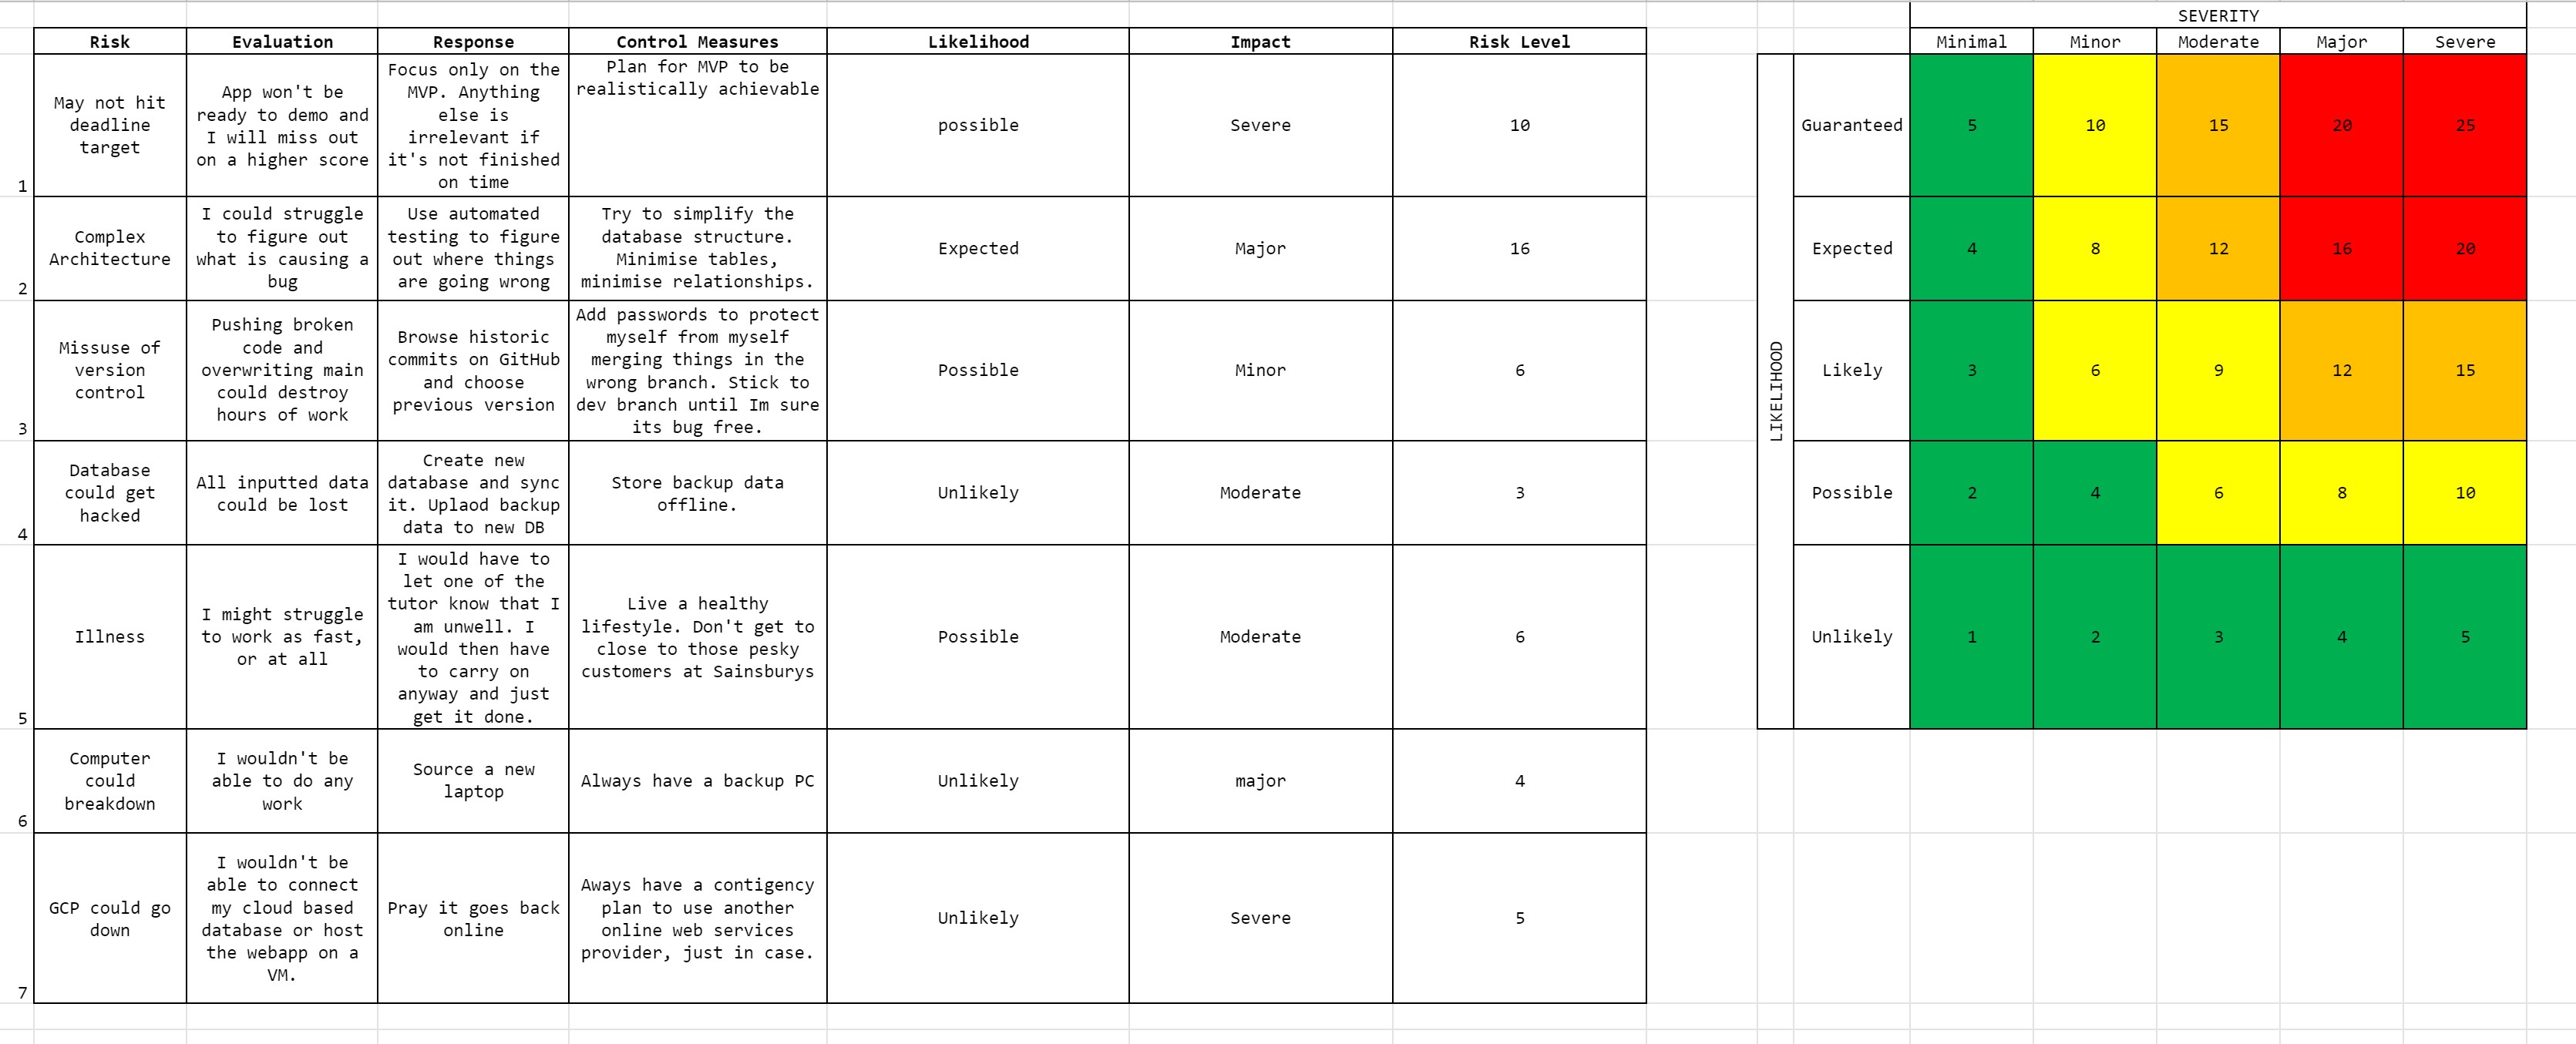 SEVERITY
Risk Evaluation Response Control Measures Likelihood Impact Risk Level Minimal Minor Moderate Major Severe
May not hit
deadline
target
App won't be
ready to demo and
I will miss out
on a higher score
Focus only on the
MVP. Anything
else is
irrelevant if
it's not finished
on time
Plan for MVP to be
realistically achievable
possible
Severe
10
1
Complex
Architecture
I could struggle
to figure out
what is causing a
bug
Use automated
testing to figure
out where things
are going wrong
Try to simplify the
database structure.
Minimise tables,
minimise relationships.
Expected
Major
16
2
Missuse of
version
control
Pushing broken
code and
overwriting main
could destroy
hours of work
Browse historic
commits on GitHub
and choose
previous version
Add passwords to protect
myself from myself
merging things in the
wrong branch. Stick to
dev branch until Im sure
its bug free.
Possible
Minor
6
3
Database
could get
hacked
All inputted data
could be lost
Create new
database and sync
it. Uplaod backup
data to new DB
Store backup data
offline.
Unlikely
Moderate
3
4
Illness
I might struggle
to work as fast,
or at all
I would have to
let one of the
tutor know that I
am unwell. I
would then have
to carry on
anyway and just
get it done.
Live a healthy
lifestyle. Don't get to
close to those pesky
customers at Sainsburys
Possible
Moderate
6
5
Computer
could
breakdown
I wouldn't be
able to do any
work
Source a new
laptop
Always have a backup PC
Unlikely
major
4
6
GCP could go
down
I wouldn't be
able to connect
my cloud based
database or host
the webapp on a
VM.
Pray it goes back
online
Aways have a contigency
plan to use another
online web services
provider, just in case.
Unlikely
Severe
5
7
LIKELIHOOD
Guaranteed 5 10 15 20 25
Expected 4 8 12 16 20
Likely 3 6 9 12 15
Possible 2 4 6 8 10
Unlikely 1 2 3 4 5